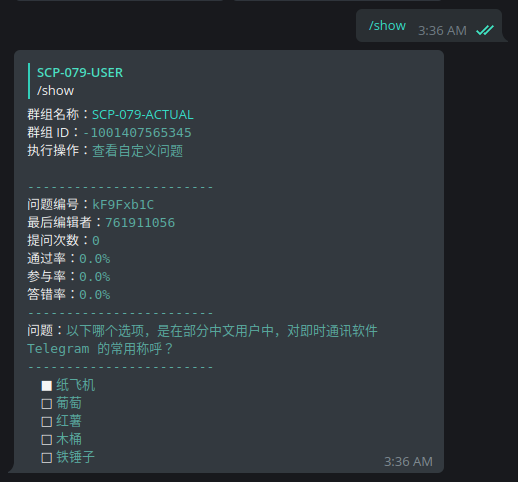 /show
3:36 AM
SCP-079-USER
/show
群组名称：SCP-079-ACTUAL
群组 ID：-1001407565345
执行操作：查看自定义问题
------------------------
问题编号：kF9Fxb1C
最后编辑者：761911056
提问次数：0
通过率：0.0%
参与率：0.0%
答错率：0.0%
------------------------
问题：以下哪个选项，是在部分中文用户中，对即时通讯软件
Telegram 的常用称呼？
------------------------
■ 纸飞机
□ 葡萄
□ 红薯
□ 木桶
□ 铁锤子
3:36 AM